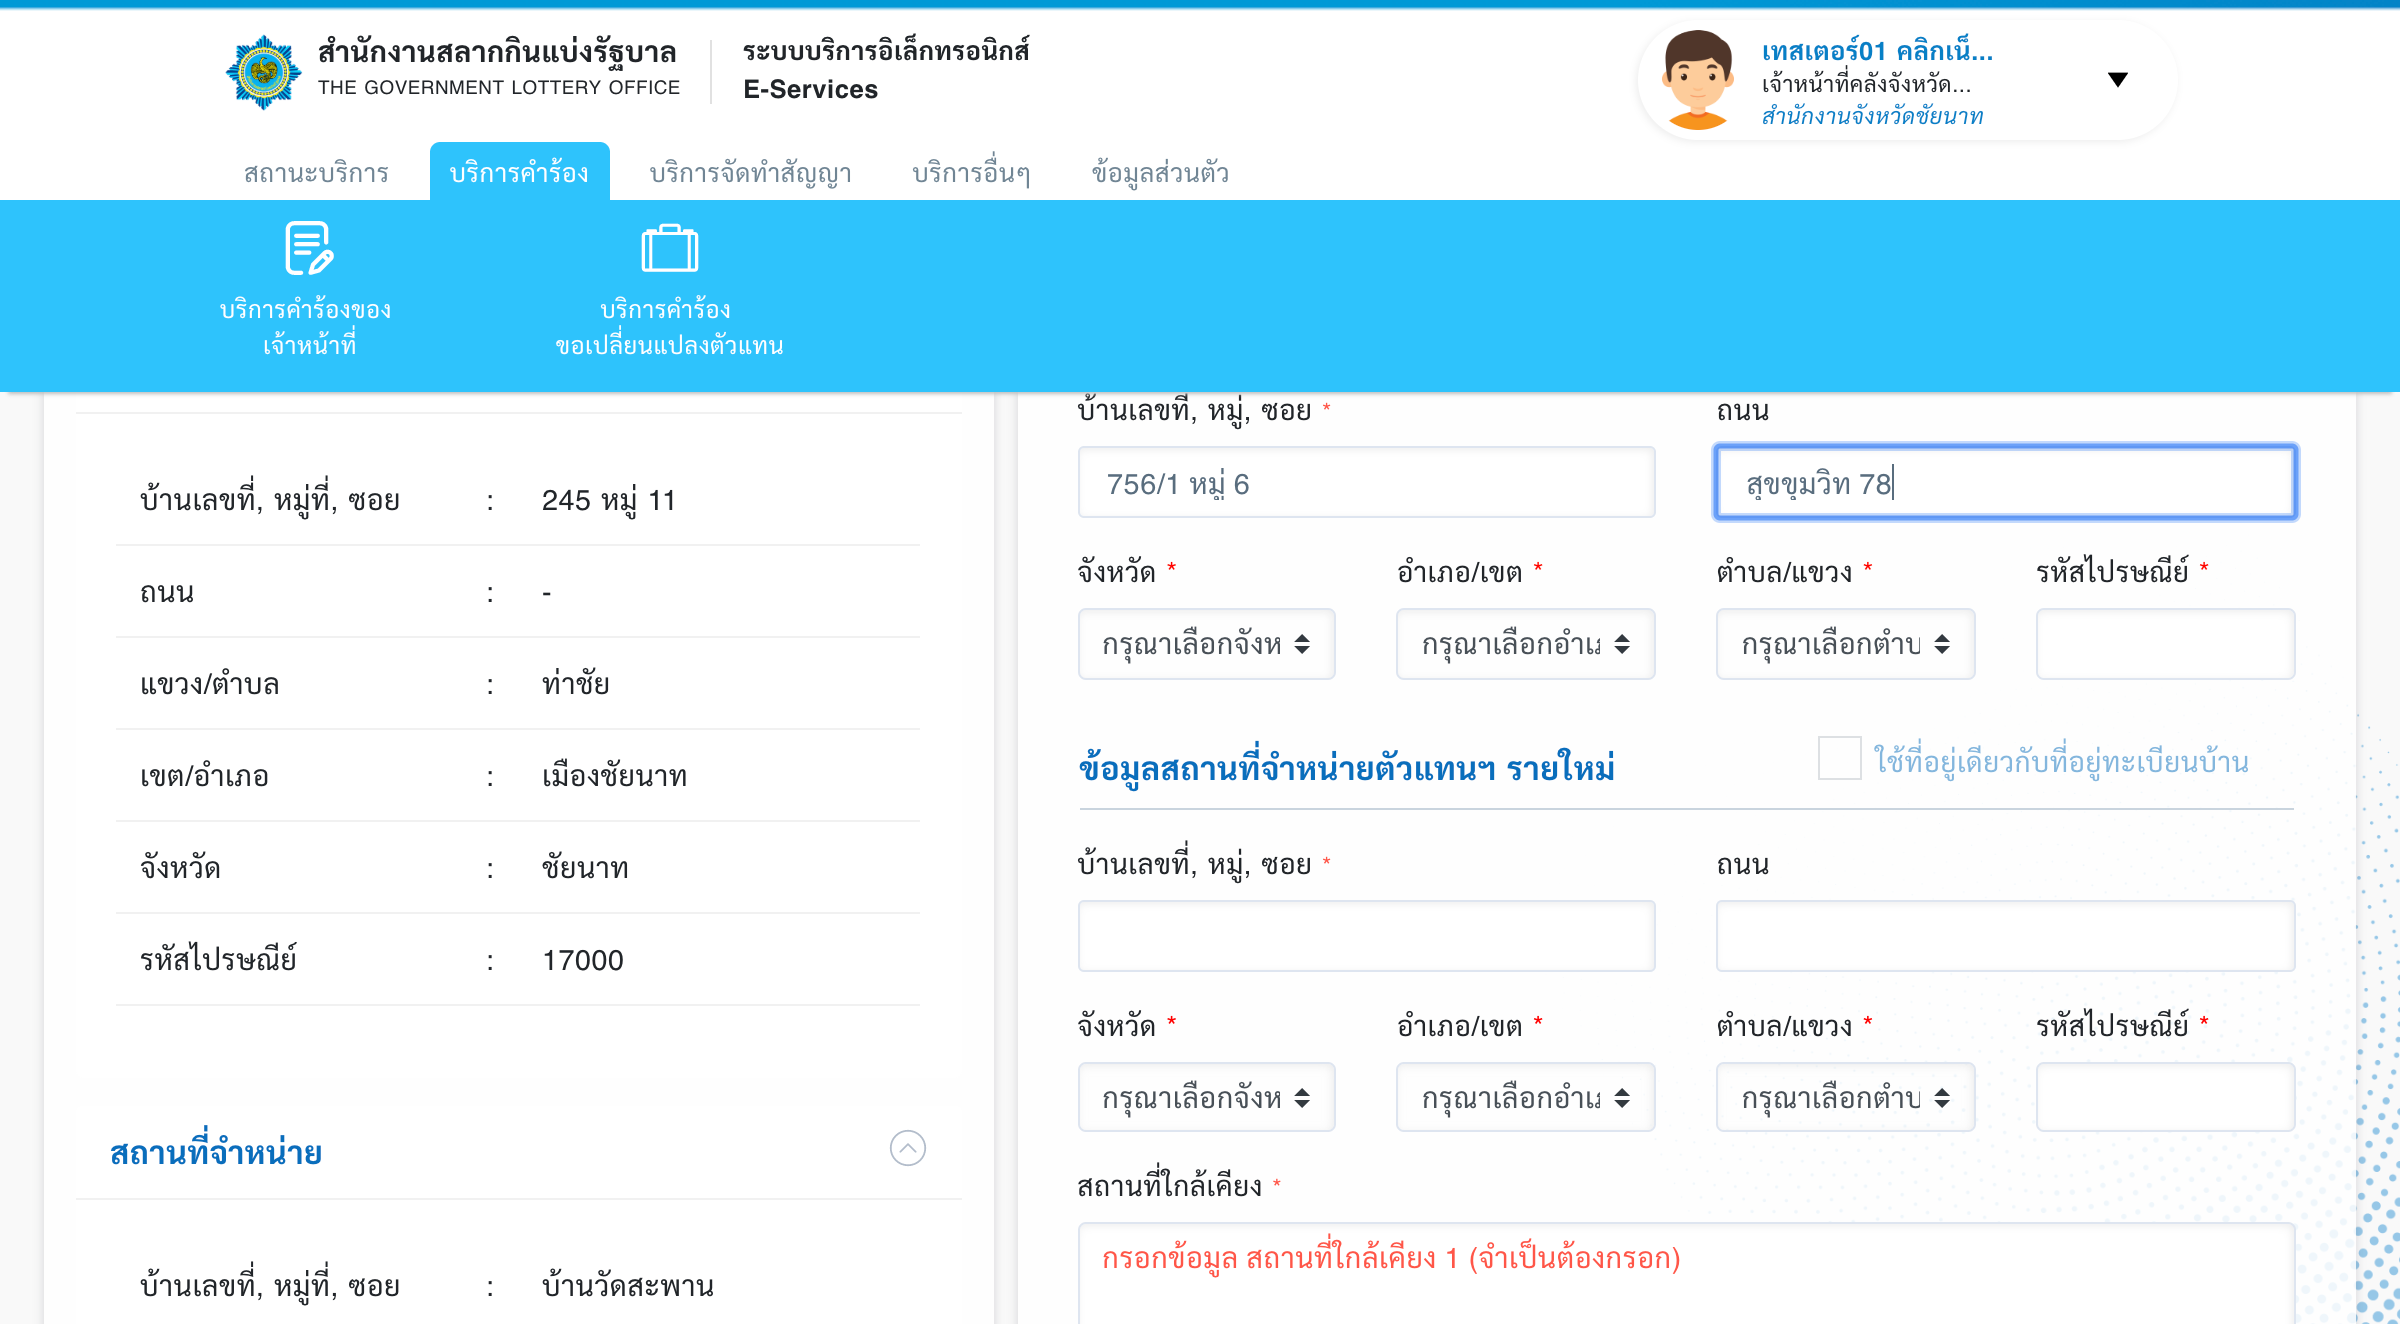 สำนักงานสลากกินแบ่งรัฐบาล
THE GOVERNMENT LOTTERY OFFICE
ระบบบริการอิเล็กทรอนิกส์
E-Services
เทสเตอร์01 คลิกเน็...
เจ้าหน้าที่คลังจังหวัด...
สำนักงานจังหวัดชัยนาท
สถานะบริการ
บริการคำร้อง
บริการจัดทำสัญญา
บริการอื่นๆ
ข้อมูลส่วนตัว
บริการคำร้องของ
เจ้าหน้าที่
บริการคำร้อง
ขอเปลี่ยนแปลงตัวแทน
บ้านเลขที่, หมู่ที่, ซอย : 245 หมู่ 11
ถนน : -
แขวง/ตำบล : ท่าชัย
เขต/อำเภอ : เมืองชัยนาท
จังหวัด : ชัยนาท
รหัสไปรษณีย์ : 17000
สถานที่จำหน่าย
บ้านเลขที่, หมู่ที่, ซอย : บ้านวัดสะพาน
บ้านเลขที่, หมู่, ซอย * ถนน
756/1 หมู่ 6 สุขขุมวิท 78
จังหวัด * อำเภอ/เขต * ตำบล/แขวง * รหัสไปรษณีย์ *
กรุณาเลือกจังห กรุณาเลือกอำเภ กรุณาเลือกตำบ
ข้อมูลสถานที่จำหน่ายตัวแทนฯ รายใหม่
ใช้ที่อยู่เดียวกับที่อยู่ทะเบียนบ้าน
บ้านเลขที่, หมู่, ซอย * ถนน
จังหวัด * อำเภอ/เขต * ตำบล/แขวง * รหัสไปรษณีย์ *
กรุณาเลือกจังห กรุณาเลือกอำเภ กรุณาเลือกตำบ
สถานที่ใกล้เคียง *
กรอกข้อมูล สถานที่ใกล้เคียง 1 (จำเป็นต้องกรอก)